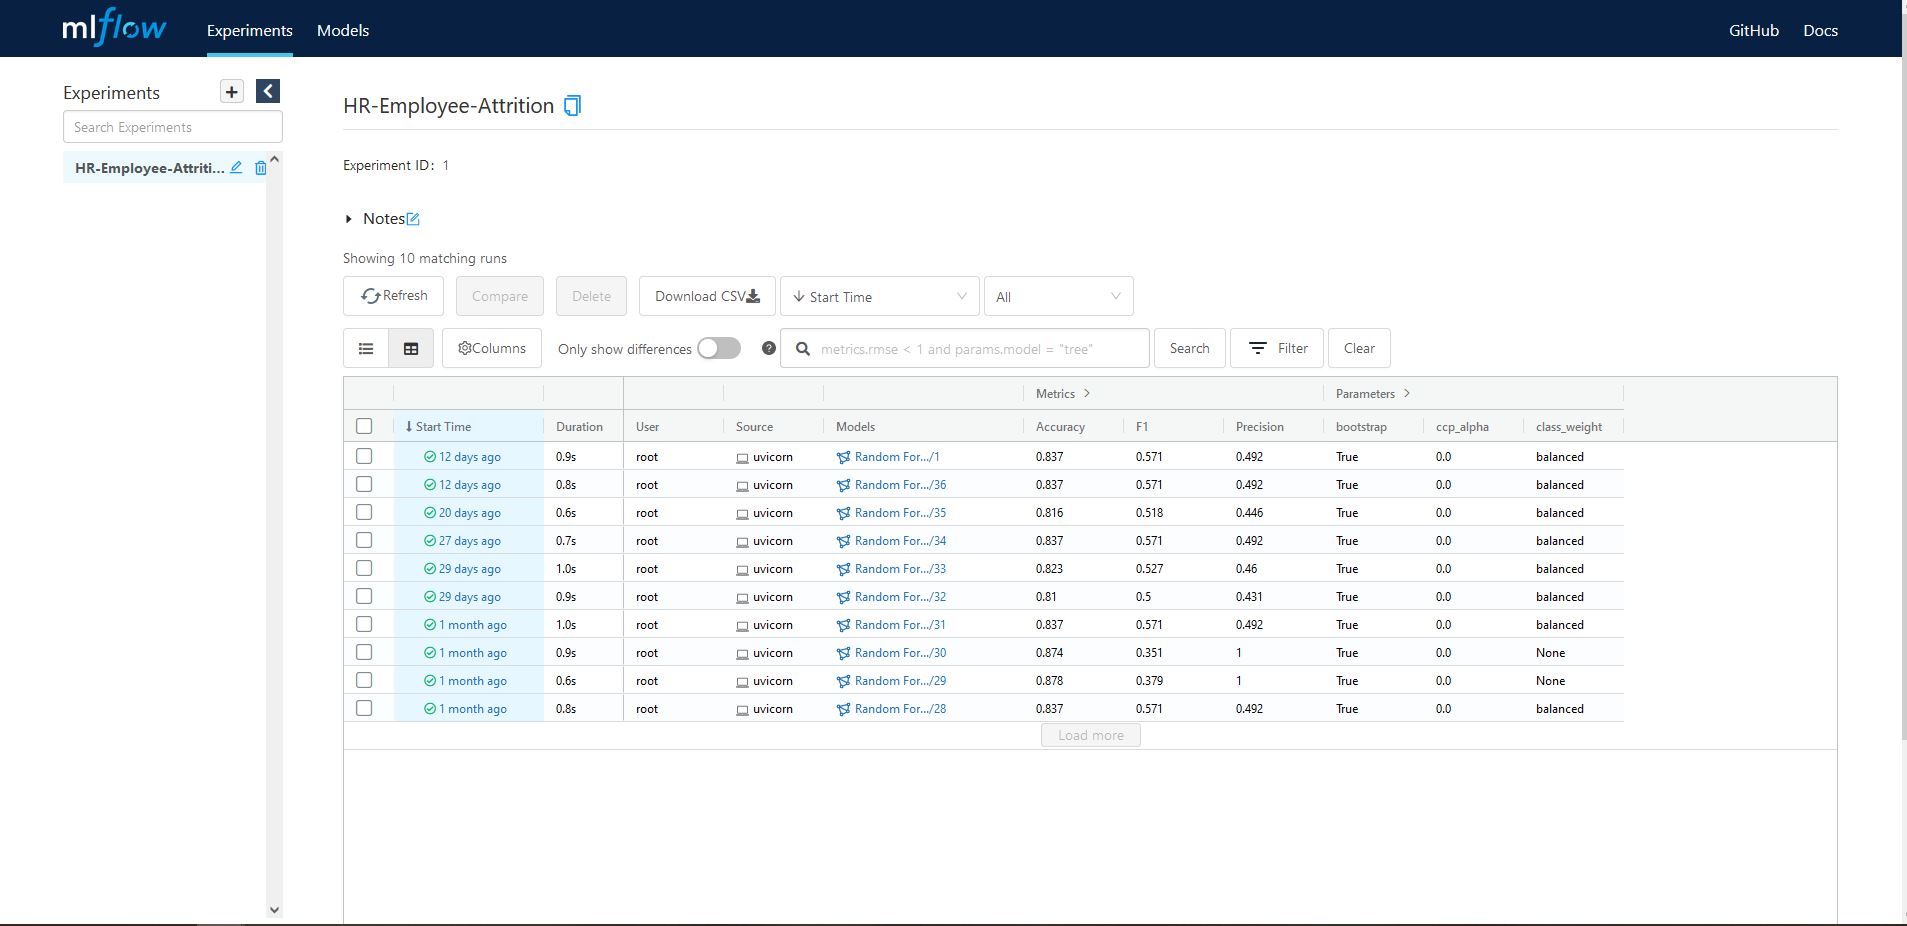 mlflow Experiments Models GitHub Docs
Experiments +
Search Experiments
HR-Employee-Attriti...
HR-Employee-Attrition
Experiment ID: 1
Notes
Showing 10 matching runs
Refresh Compare Delete Download CSV Start Time All
Columns Only show differences ? metrics.rmse < 1 and params.model = "tree" Search Filter Clear
Metrics > Parameters >
↓ Start Time Duration User Source Models Accuracy F1 Precision bootstrap ccp_alpha class_weight
12 days ago 0.9s root uvicorn Random For.../1 0.837 0.571 0.492 True 0.0 balanced
12 days ago 0.8s root uvicorn Random For.../36 0.837 0.571 0.492 True 0.0 balanced
20 days ago 0.6s root uvicorn Random For.../35 0.816 0.518 0.446 True 0.0 balanced
27 days ago 0.7s root uvicorn Random For.../34 0.837 0.571 0.492 True 0.0 balanced
29 days ago 1.0s root uvicorn Random For.../33 0.823 0.527 0.46 True 0.0 balanced
29 days ago 0.9s root uvicorn Random For.../32 0.81 0.5 0.431 True 0.0 balanced
1 month ago 1.0s root uvicorn Random For.../31 0.837 0.571 0.492 True 0.0 balanced
1 month ago 0.9s root uvicorn Random For.../30 0.874 0.351 1 True 0.0 None
1 month ago 0.6s root uvicorn Random For.../29 0.878 0.379 1 True 0.0 None
1 month ago 0.8s root uvicorn Random For.../28 0.837 0.571 0.492 True 0.0 balanced
Load more